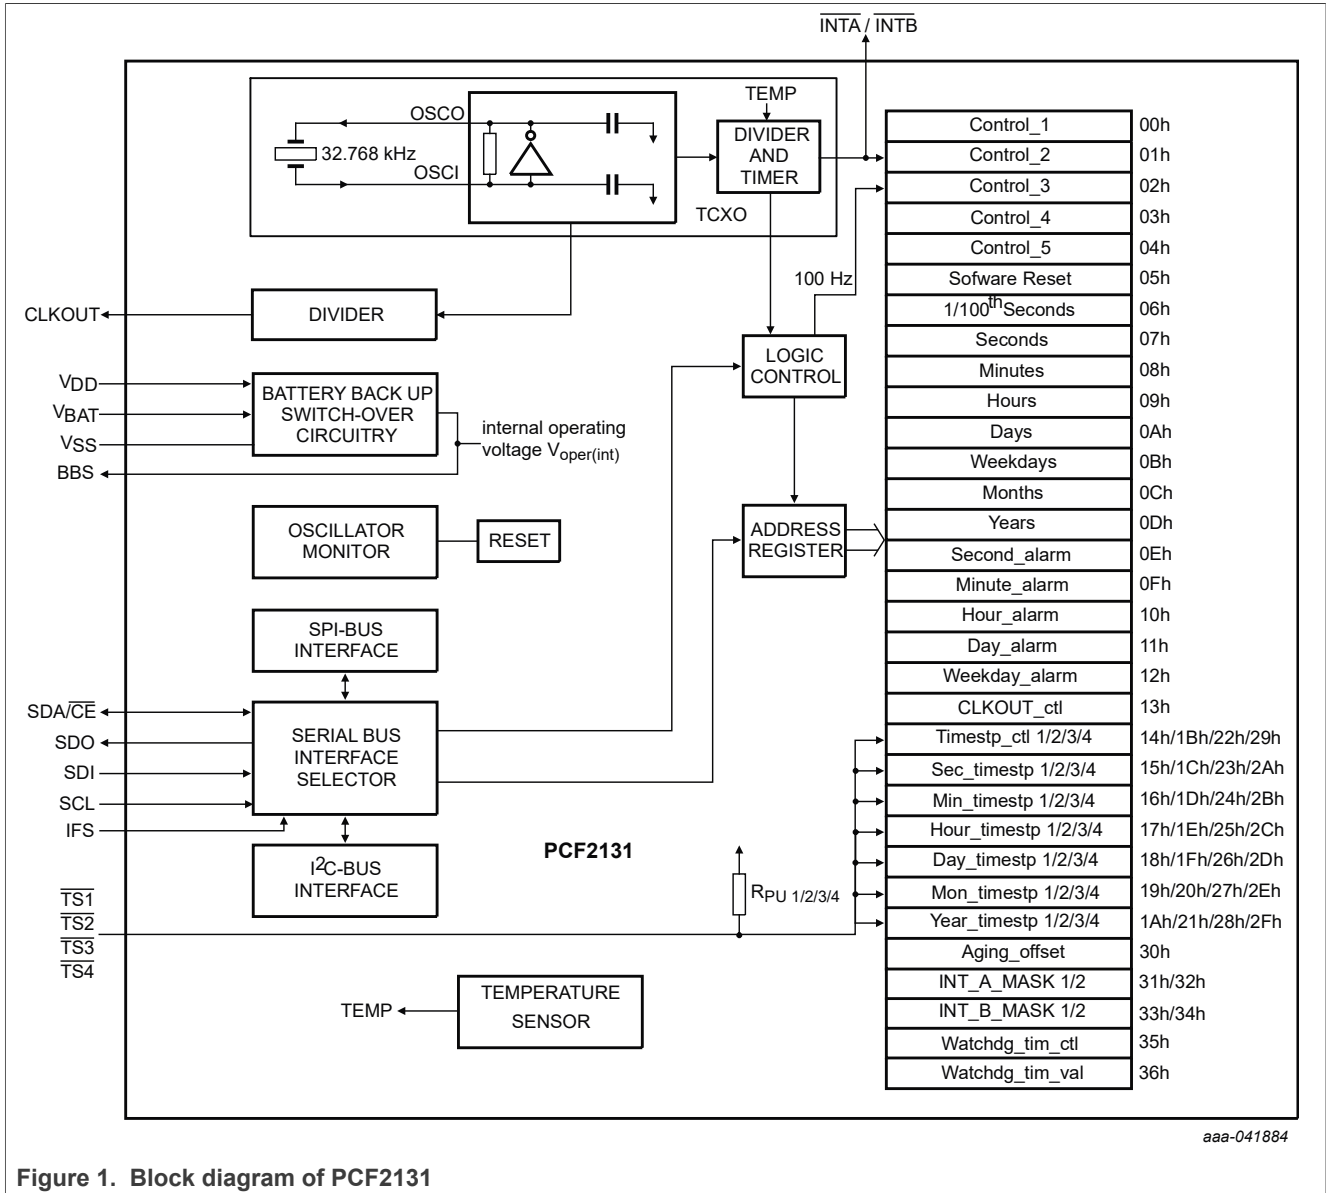 INTA / INTB
OSCO
32.768 kHz
OSCI
TEMP
DIVIDER
AND
TIMER
TCXO
100 Hz
CLKOUT
DIVIDER
VDD
VBAT
VSS
BBS
BATTERY BACK UP
SWITCH-OVER
CIRCUITRY
internal operating
voltage Voper(int)
LOGIC
CONTROL
OSCILLATOR
MONITOR
RESET
ADDRESS
REGISTER
SPI-BUS
INTERFACE
SDA/CE
SDO
SDI
SCL
IFS
SERIAL BUS
INTERFACE
SELECTOR
I2C-BUS
INTERFACE
PCF2131
RPU 1/2/3/4
TS1
TS2
TS3
TS4
TEMP
TEMPERATURE
SENSOR
Control_1 00h
Control_2 01h
Control_3 02h
Control_4 03h
Control_5 04h
Sofware Reset 05h
1/100th Seconds 06h
Seconds 07h
Minutes 08h
Hours 09h
Days 0Ah
Weekdays 0Bh
Months 0Ch
Years 0Dh
Second_alarm 0Eh
Minute_alarm 0Fh
Hour_alarm 10h
Day_alarm 11h
Weekday_alarm 12h
CLKOUT_ctl 13h
Timestp_ctl 1/2/3/4 14h/1Bh/22h/29h
Sec_timestp 1/2/3/4 15h/1Ch/23h/2Ah
Min_timestp 1/2/3/4 16h/1Dh/24h/2Bh
Hour_timestp 1/2/3/4 17h/1Eh/25h/2Ch
Day_timestp 1/2/3/4 18h/1Fh/26h/2Dh
Mon_timestp 1/2/3/4 19h/20h/27h/2Eh
Year_timestp 1/2/3/4 1Ah/21h/28h/2Fh
Aging_offset 30h
INT_A_MASK 1/2 31h/32h
INT_B_MASK 1/2 33h/34h
Watchdg_tim_ctl 35h
Watchdg_tim_val 36h
aaa-041884
Figure 1. Block diagram of PCF2131